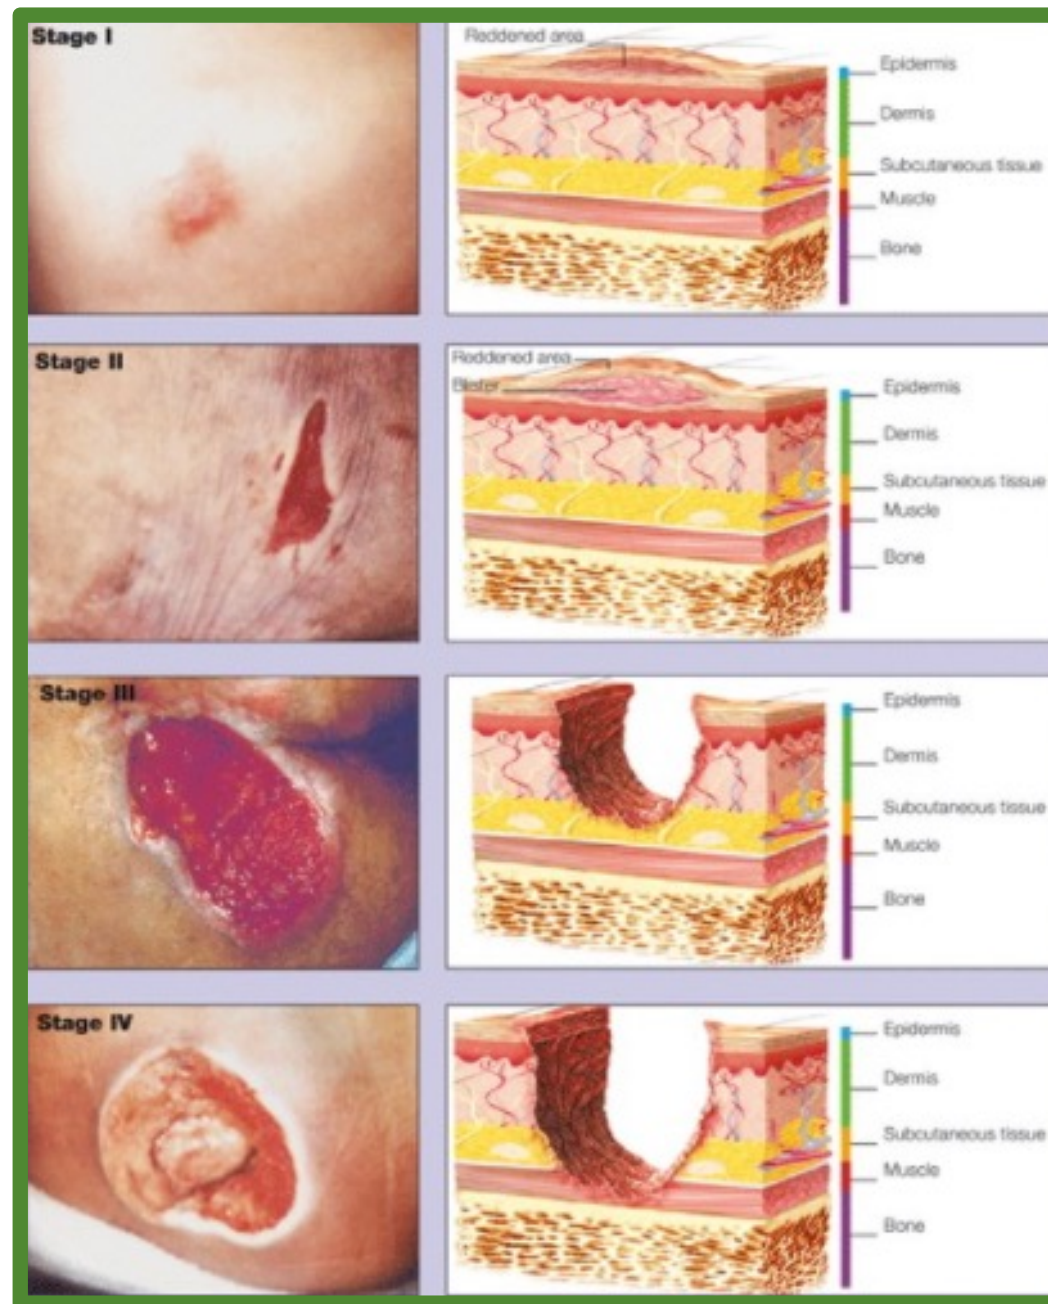 Stage I
Reddened area
Epidermis
Dermis
Subcutaneous tissue
Muscle
Bone
Stage II
Reddened area
Blister
Epidermis
Dermis
Subcutaneous tissue
Muscle
Bone
Stage III
Epidermis
Dermis
Subcutaneous tissue
Muscle
Bone
Stage IV
Epidermis
Dermis
Subcutaneous tissue
Muscle
Bone